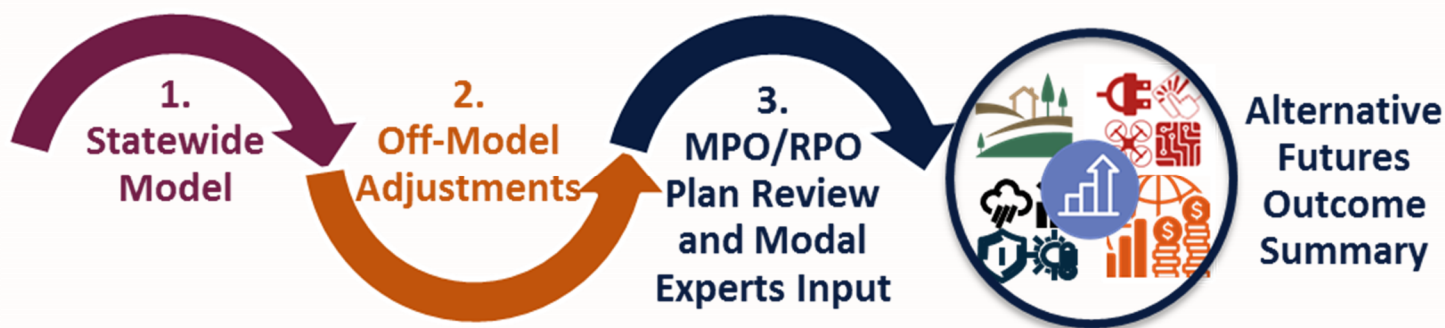 1.
Statewide
Model
2.
Off-Model
Adjustments
3.
MPO/RPO
Plan Review
and Modal
Experts Input
Alternative
Futures
Outcome
Summary